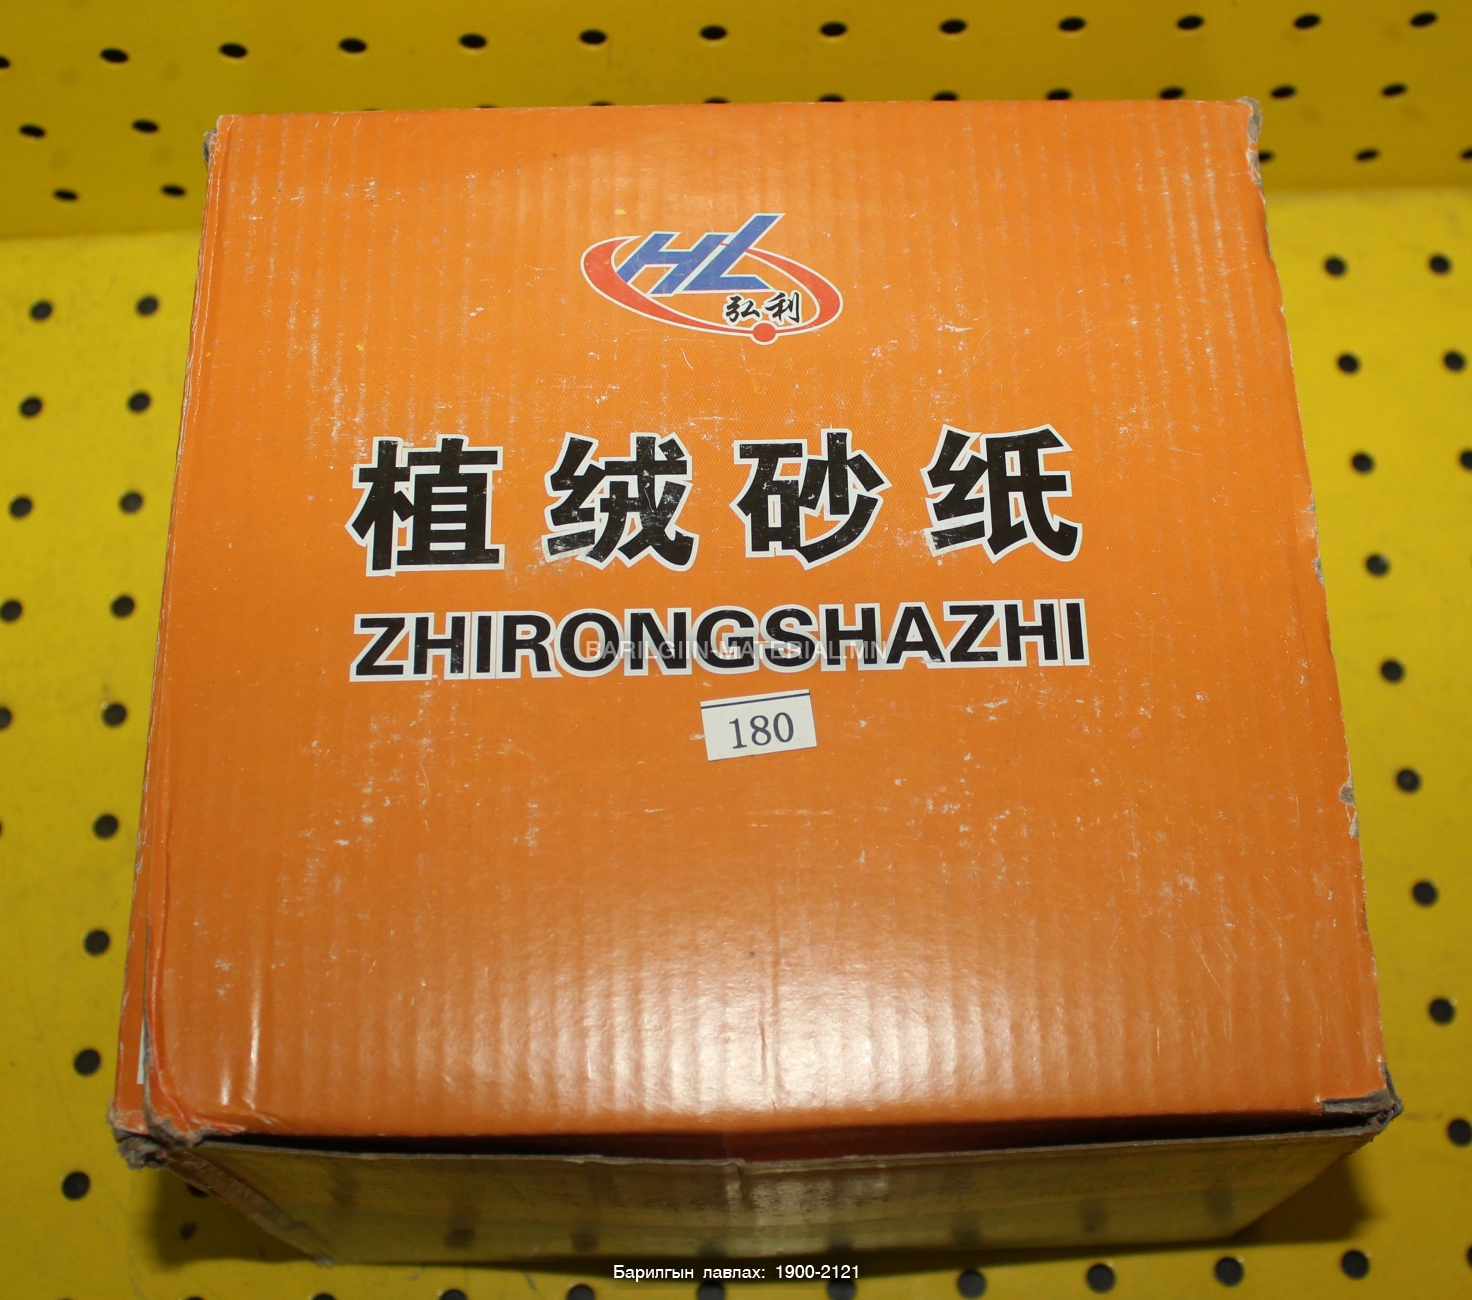 HL
弘利
植绒砂纸
ZHIRONGSHAZHI
BARILGIIN-MATERIAL.MN
180
Барилгын лавлах: 1900-2121